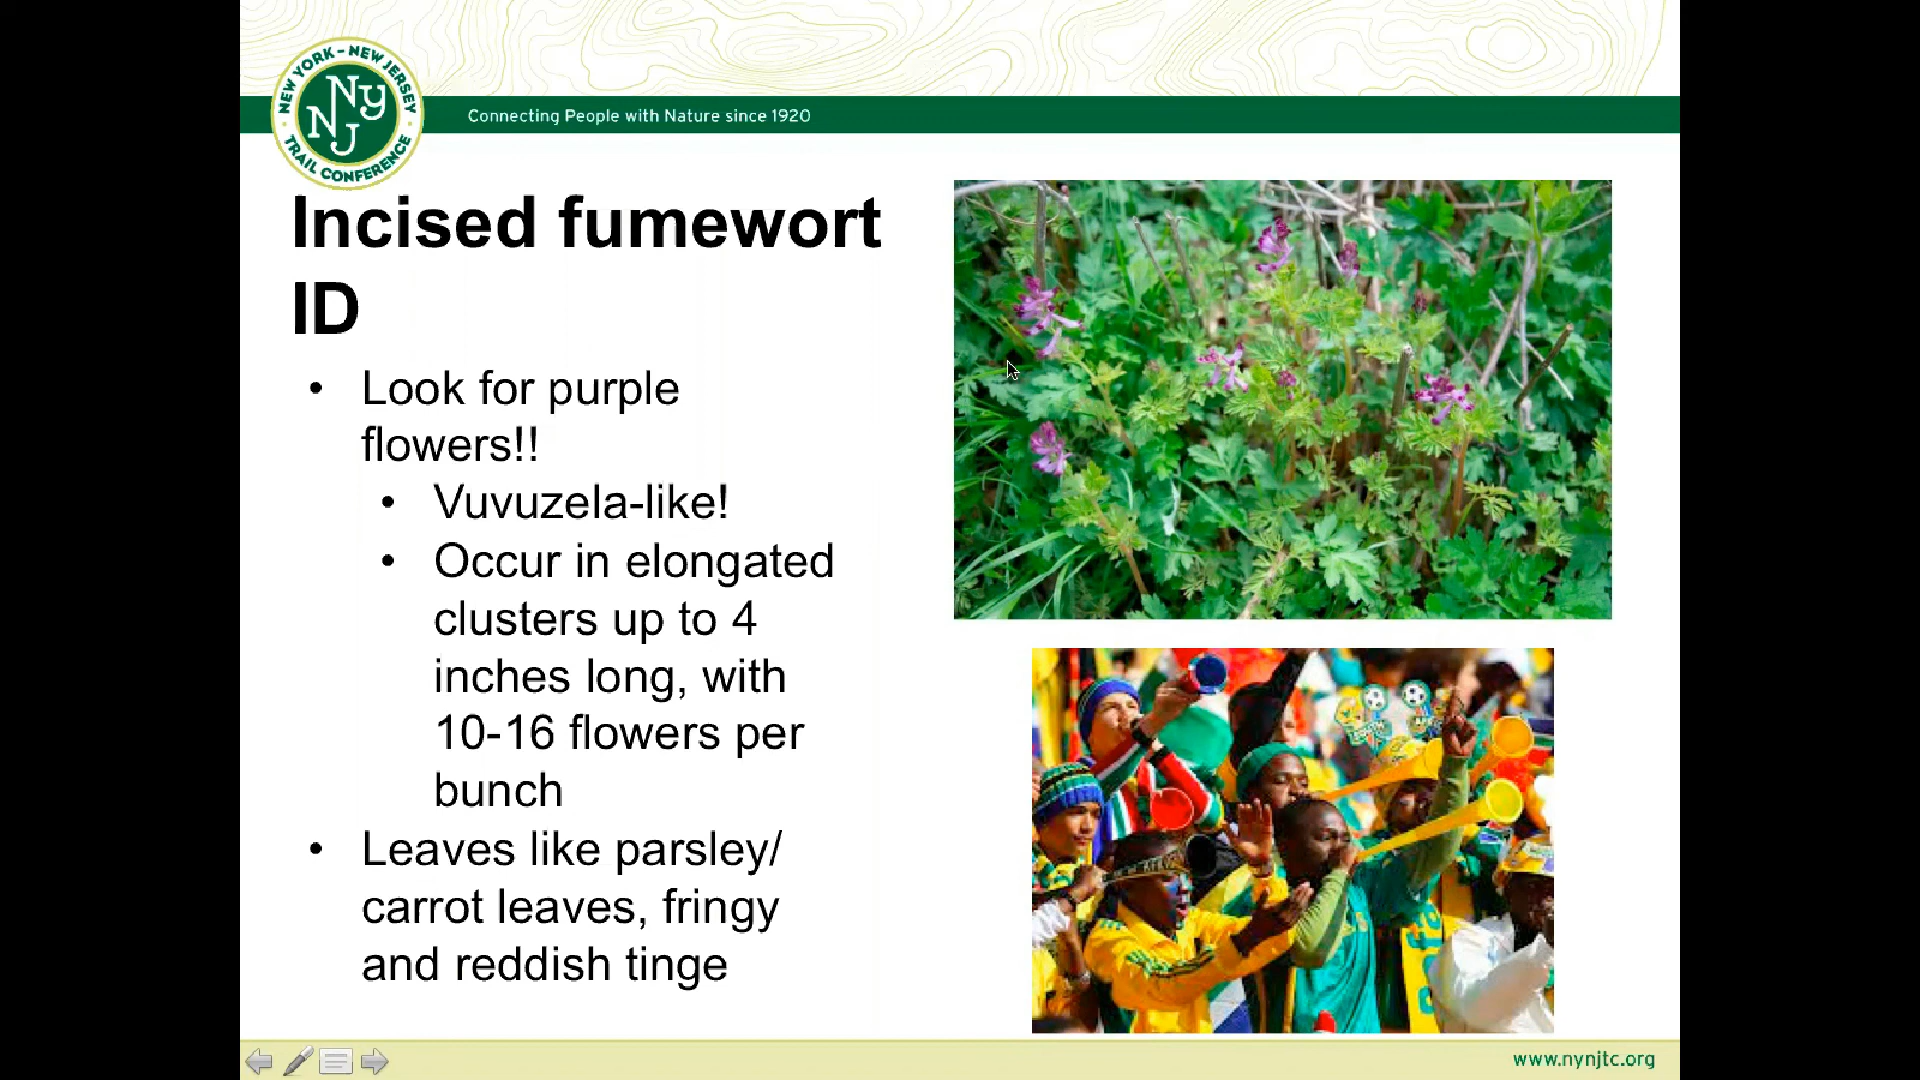 NEW YORK - NEW JERSEY
NY
NJ
TRAIL CONFERENCE
Connecting People with Nature since 1920
Incised fumewort
ID
• Look for purple
flowers!!
• Vuvuzela-like!
• Occur in elongated
clusters up to 4
inches long, with
10-16 flowers per
bunch
• Leaves like parsley/
carrot leaves, fringy
and reddish tinge
www.nynjtc.org